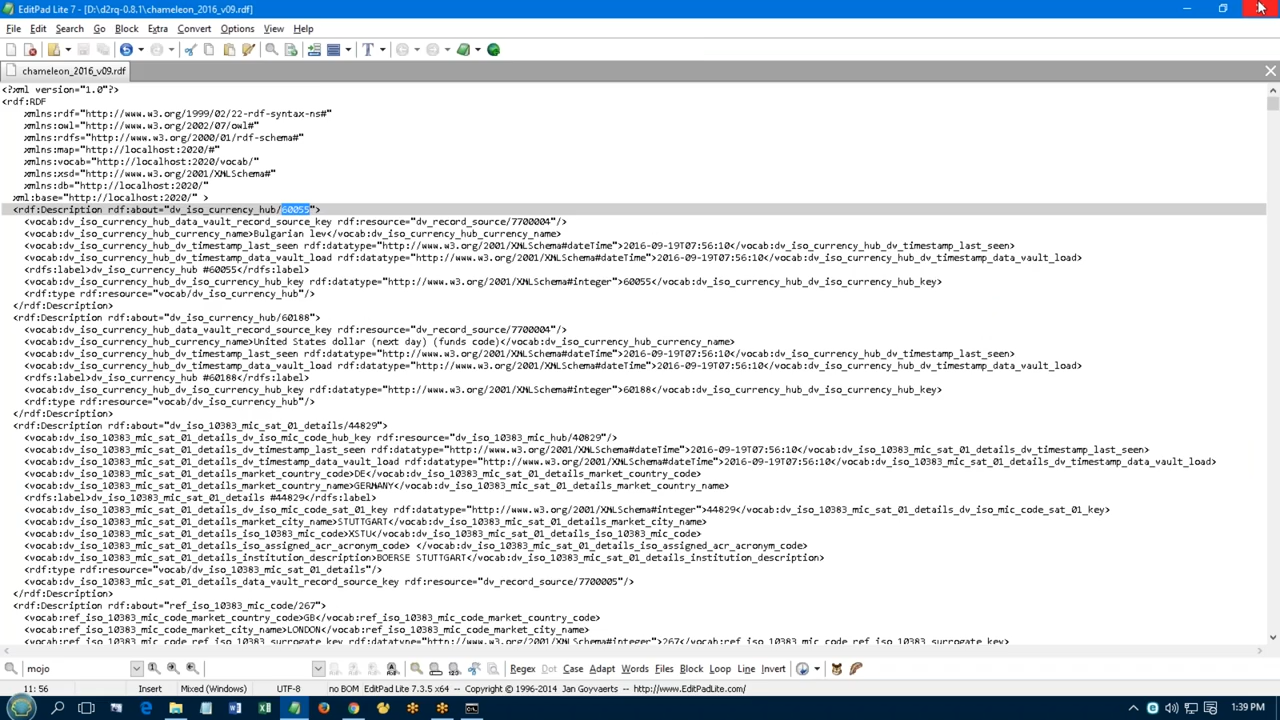 EditPad Lite 7 - [D:\d2rq-0.8.1\chameleon_2016_v09.rdf]
File Edit Search Go Block Extra Convert Options View Help
chameleon_2016_v09.rdf
<?xml version="1.0"?>
<rdf:RDF
xmlns:rdf="http://www.w3.org/1999/02/22-rdf-syntax-ns#"
xmlns:owl="http://www.w3.org/2002/07/owl#"
xmlns:rdfs="http://www.w3.org/2000/01/rdf-schema#"
xmlns:map="http://localhost:2020/#"
xmlns:vocab="http://localhost:2020/vocab/"
xmlns:xsd="http://www.w3.org/2001/XMLSchema#"
xmlns:db="http://localhost:2020/"
xml:base="http://localhost:2020/" >
<rdf:Description rdf:about="dv_iso_currency_hub/60055">
<vocab:dv_iso_currency_hub_data_vault_record_source_key rdf:resource="dv_record_source/7700004"/>
<vocab:dv_iso_currency_hub_currency_name>Bulgarian lev</vocab:dv_iso_currency_hub_currency_name>
<vocab:dv_iso_currency_hub_dv_timestamp_last_seen rdf:datatype="http://www.w3.org/2001/XMLSchema#dateTime">2016-09-19T07:56:10</vocab:dv_iso_currency_hub_dv_timestamp_last_seen>
<vocab:dv_iso_currency_hub_dv_timestamp_data_vault_load rdf:datatype="http://www.w3.org/2001/XMLSchema#dateTime">2016-09-19T07:56:10</vocab:dv_iso_currency_hub_dv_timestamp_data_vault_load>
<rdfs:label>dv_iso_currency_hub #60055</rdfs:label>
<vocab:dv_iso_currency_hub_dv_iso_currency_hub_key rdf:datatype="http://www.w3.org/2001/XMLSchema#integer">60055</vocab:dv_iso_currency_hub_dv_iso_currency_hub_key>
<rdf:type rdf:resource="vocab/dv_iso_currency_hub"/>
</rdf:Description>
<rdf:Description rdf:about="dv_iso_currency_hub/60188">
<vocab:dv_iso_currency_hub_data_vault_record_source_key rdf:resource="dv_record_source/7700004"/>
<vocab:dv_iso_currency_hub_currency_name>United States dollar (next day) (funds code)</vocab:dv_iso_currency_hub_currency_name>
<vocab:dv_iso_currency_hub_dv_timestamp_last_seen rdf:datatype="http://www.w3.org/2001/XMLSchema#dateTime">2016-09-19T07:56:10</vocab:dv_iso_currency_hub_dv_timestamp_last_seen>
<vocab:dv_iso_currency_hub_dv_timestamp_data_vault_load rdf:datatype="http://www.w3.org/2001/XMLSchema#dateTime">2016-09-19T07:56:10</vocab:dv_iso_currency_hub_dv_timestamp_data_vault_load>
<rdfs:label>dv_iso_currency_hub #60188</rdfs:label>
<vocab:dv_iso_currency_hub_dv_iso_currency_hub_key rdf:datatype="http://www.w3.org/2001/XMLSchema#integer">60188</vocab:dv_iso_currency_hub_dv_iso_currency_hub_key>
<rdf:type rdf:resource="vocab/dv_iso_currency_hub"/>
</rdf:Description>
<rdf:Description rdf:about="dv_iso_10383_mic_sat_01_details/44829">
<vocab:dv_iso_10383_mic_sat_01_details_dv_iso_mic_code_hub_key rdf:resource="dv_iso_10383_mic_hub/40829"/>
<vocab:dv_iso_10383_mic_sat_01_details_dv_timestamp_last_seen rdf:datatype="http://www.w3.org/2001/XMLSchema#dateTime">2016-09-19T07:56:10</vocab:dv_iso_10383_mic_sat_01_details_dv_timestamp_last_seen>
<vocab:dv_iso_10383_mic_sat_01_details_dv_timestamp_data_vault_load rdf:datatype="http://www.w3.org/2001/XMLSchema#dateTime">2016-09-19T07:56:10</vocab:dv_iso_10383_mic_sat_01_details_dv_timestamp_data_vault_load>
<vocab:dv_iso_10383_mic_sat_01_details_market_country_code>DE</vocab:dv_iso_10383_mic_sat_01_details_market_country_code>
<vocab:dv_iso_10383_mic_sat_01_details_market_country_name>GERMANY</vocab:dv_iso_10383_mic_sat_01_details_market_country_name>
<rdfs:label>dv_iso_10383_mic_sat_01_details #44829</rdfs:label>
<vocab:dv_iso_10383_mic_sat_01_details_dv_iso_mic_code_sat_01_key rdf:datatype="http://www.w3.org/2001/XMLSchema#integer">44829</vocab:dv_iso_10383_mic_sat_01_details_dv_iso_mic_code_sat_01_key>
<vocab:dv_iso_10383_mic_sat_01_details_market_city_name>STUTTGART</vocab:dv_iso_10383_mic_sat_01_details_market_city_name>
<vocab:dv_iso_10383_mic_sat_01_details_iso_mic_code>XSTU</vocab:dv_iso_10383_mic_sat_01_details_iso_mic_code>
<vocab:dv_iso_10383_mic_sat_01_details_iso_assigned_acr_acronym_code> </vocab:dv_iso_10383_mic_sat_01_details_iso_assigned_acr_acronym_code>
<vocab:dv_iso_10383_mic_sat_01_details_institution_description>BOERSE STUTTGART</vocab:dv_iso_10383_mic_sat_01_details_institution_description>
<rdf:type rdf:resource="vocab/dv_iso_10383_mic_sat_01_details"/>
<vocab:dv_iso_10383_mic_sat_01_details_data_vault_record_source_key rdf:resource="dv_record_source/7700005"/>
</rdf:Description>
<rdf:Description rdf:about="ref_iso_10383_mic_code/267">
<vocab:ref_iso_10383_mic_code_market_country_code>GB</vocab:ref_iso_10383_mic_code_market_country_code>
<vocab:ref_iso_10383_mic_code_market_city_name>LONDON</vocab:ref_iso_10383_mic_code_market_city_name>
<vocab:ref_iso_10383_mic_code_ref_iso_10383_surrogate_key rdf:datatype="http://www.w3.org/2001/XMLSchema#integer">267</vocab:ref_iso_10383_mic_code_ref_iso_10383_surrogate_key>
mojo Regex Dot Case Adapt Words Files Block Loop Line Invert
11: 56 Insert Mixed (Windows) UTF-8 no BOM EditPad Lite 7.3.5 x64 -- Copyright © 1996-2014 Jan Goyvaerts -- http://www.EditPadLite.com/
1:39 PM